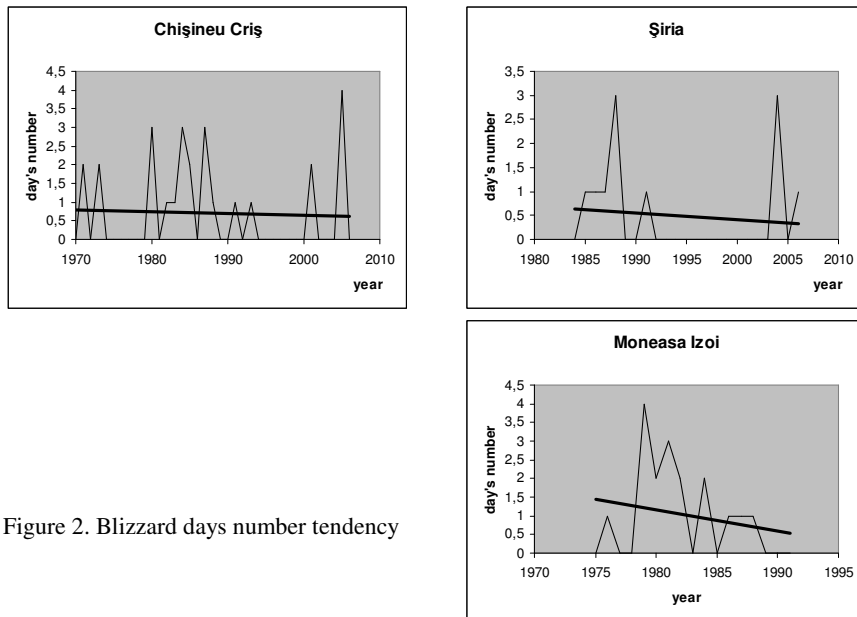 Chişineu Criş
4,5
4
3,5
3
2,5
2
1,5
1
0,5
0
day's number
1970 1980 1990 2000 2010
year
Şiria
3,5
3
2,5
2
1,5
1
0,5
0
day's number
1980 1985 1990 1995 2000 2005 2010
year
Moneasa Izoi
4,5
4
3,5
3
2,5
2
1,5
1
0,5
0
day's number
1970 1975 1980 1985 1990 1995
year
Figure 2. Blizzard days number tendency